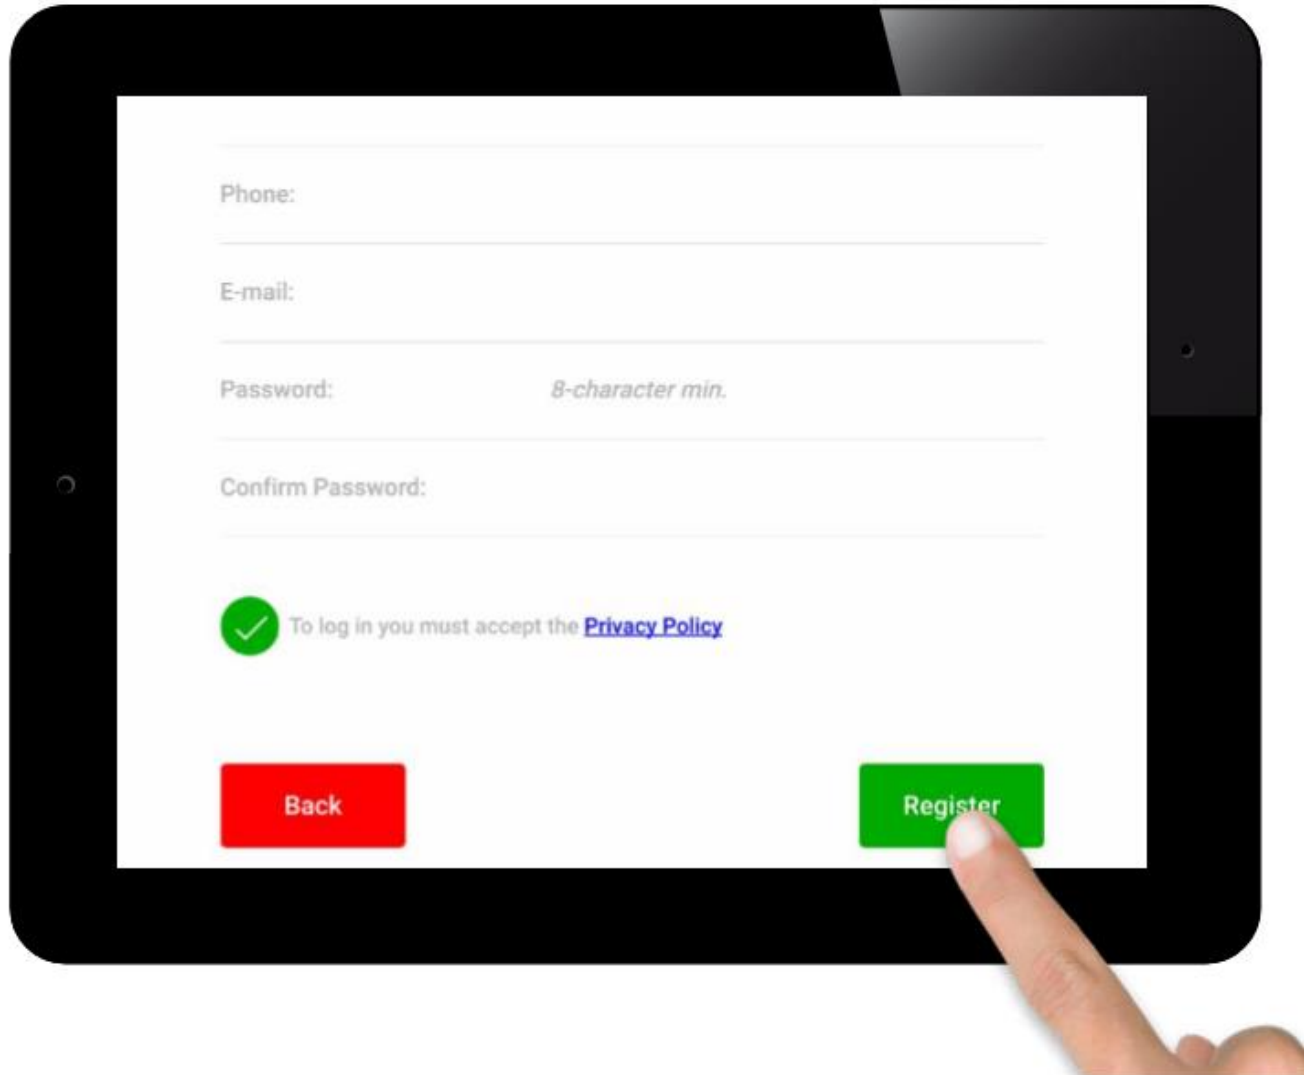 Phone:
E-mail:
Password: 8-character min.
Confirm Password:
To log in you must accept the Privacy Policy
Back Register